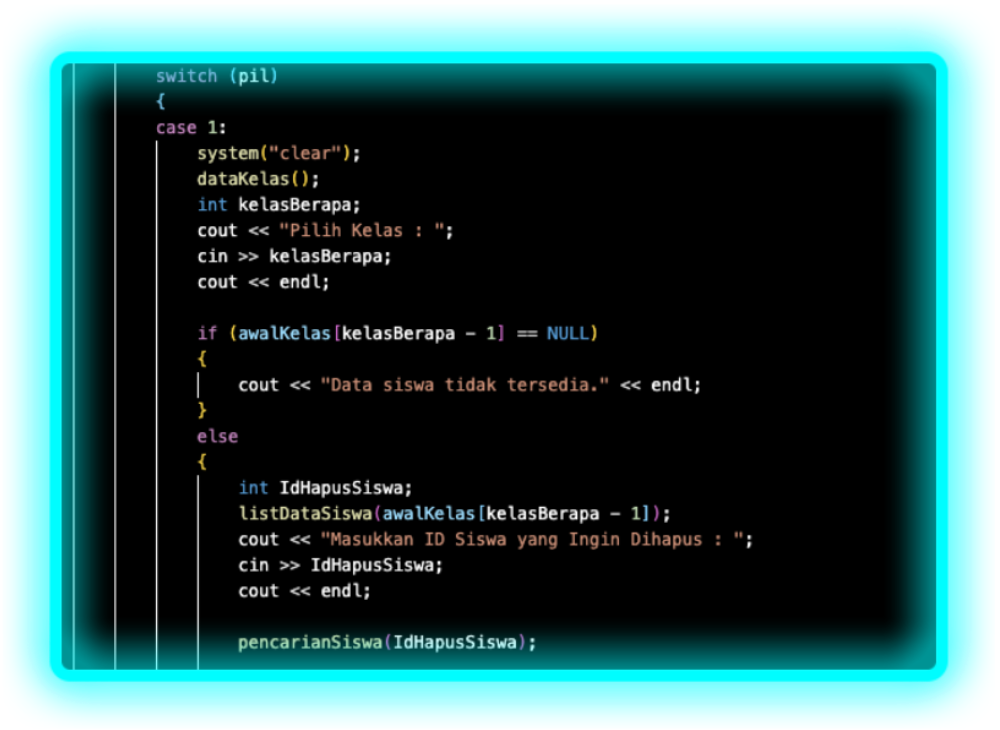 switch (pil)
{
case 1:
system("clear");
dataKelas();
int kelasBerapa;
cout << "Pilih Kelas : ";
cin >> kelasBerapa;
cout << endl;
if (awalKelas[kelasBerapa - 1] == NULL)
{
cout << "Data siswa tidak tersedia." << endl;
}
else
{
int IdHapusSiswa;
listDataSiswa(awalKelas[kelasBerapa - 1]);
cout << "Masukkan ID Siswa yang Ingin Dihapus : ";
cin >> IdHapusSiswa;
cout << endl;
pencarianSiswa(IdHapusSiswa);